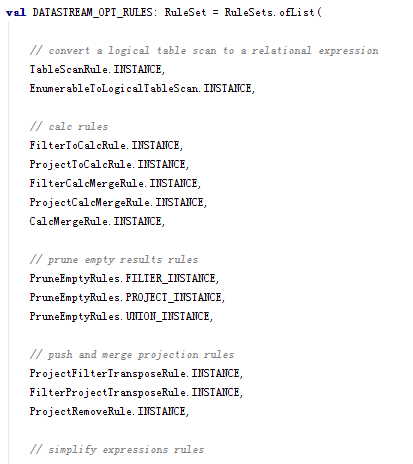 val DATASTREAM_OPT_RULES: RuleSet = RuleSets.ofList(
// convert a logical table scan to a relational expression
TableScanRule.INSTANCE,
EnumerableToLogicalTableScan.INSTANCE,
// calc rules
FilterToCalcRule.INSTANCE,
ProjectToCalcRule.INSTANCE,
FilterCalcMergeRule.INSTANCE,
ProjectCalcMergeRule.INSTANCE,
CalcMergeRule.INSTANCE,
// prune empty results rules
PruneEmptyRules.FILTER_INSTANCE,
PruneEmptyRules.PROJECT_INSTANCE,
PruneEmptyRules.UNION_INSTANCE,
// push and merge projection rules
ProjectFilterTransposeRule.INSTANCE,
FilterProjectTransposeRule.INSTANCE,
ProjectRemoveRule.INSTANCE,
// simplify expressions rules